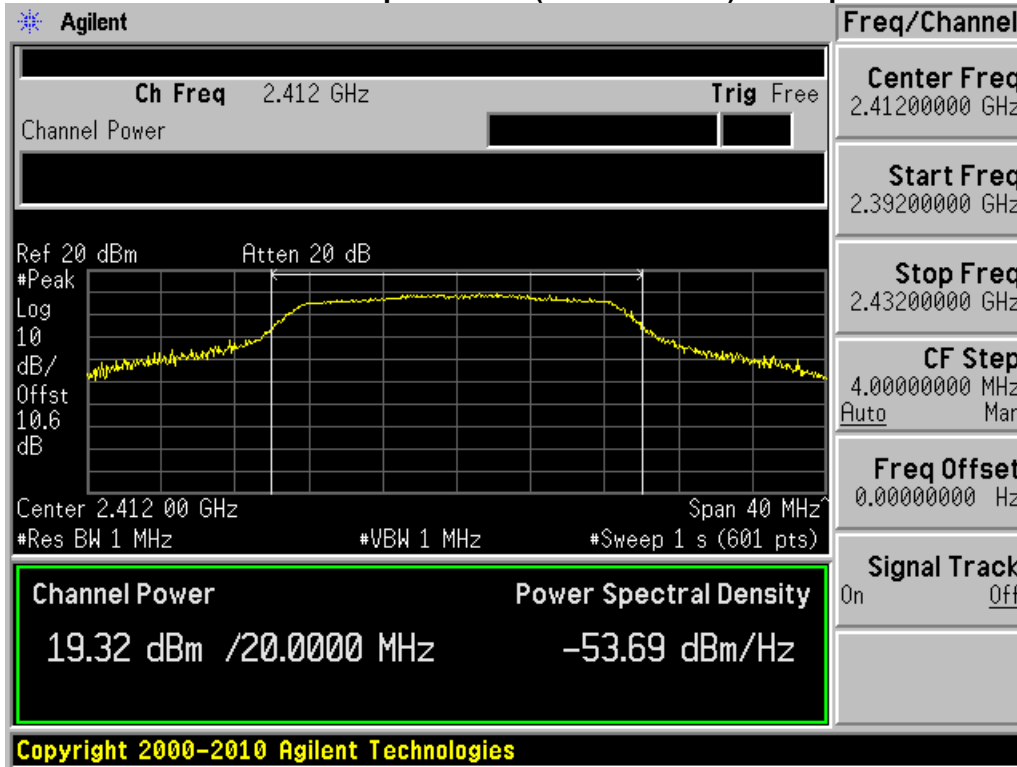 Agilent
Freq/Channel
Ch Freq 2.412 GHz Trig Free
Channel Power
Center Freq
2.41200000 GHz
Start Freq
2.39200000 GHz
Stop Freq
2.43200000 GHz
CF Step
4.00000000 MHz
Auto Man
Freq Offset
0.00000000 Hz
Signal Track
On Off
Ref 20 dBm Atten 20 dB
#Peak
Log
10
dB/
Offst
10.6
dB
Center 2.412 00 GHz Span 40 MHz^
#Res BW 1 MHz #VBW 1 MHz #Sweep 1 s (601 pts)
Channel Power Power Spectral Density
19.32 dBm /20.0000 MHz -53.69 dBm/Hz
Copyright 2000-2010 Agilent Technologies